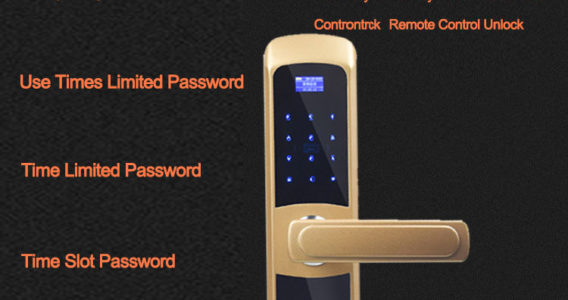 Controntrck Remote Control Unlock
Use Times Limited Password
Time Limited Password
Time Slot Password